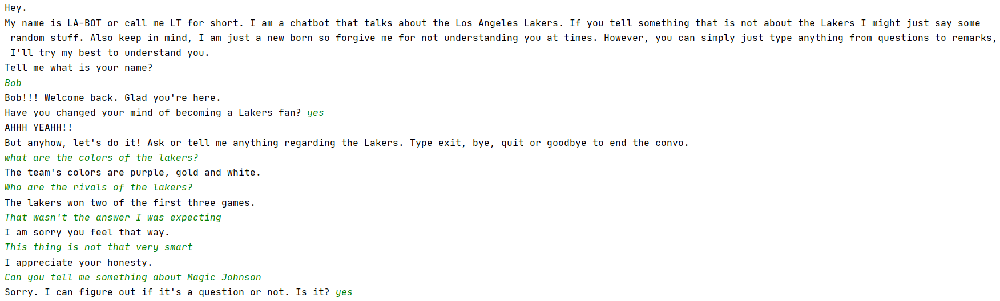 Hey.
My name is LA-BOT or call me LT for short. I am a chatbot that talks about the Los Angeles Lakers. If you tell something that is not about the Lakers I might just say some
random stuff. Also keep in mind, I am just a new born so forgive me for not understanding you at times. However, you can simply just type anything from questions to remarks,
I'll try my best to understand you.
Tell me what is your name?
Bob
Bob!!! Welcome back. Glad you're here.
Have you changed your mind of becoming a Lakers fan? yes
AHHH YEAHH!!
But anyhow, let's do it! Ask or tell me anything regarding the Lakers. Type exit, bye, quit or goodbye to end the convo.
what are the colors of the lakers?
The team's colors are purple, gold and white.
Who are the rivals of the lakers?
The lakers won two of the first three games.
That wasn't the answer I was expecting
I am sorry you feel that way.
This thing is not that very smart
I appreciate your honesty.
Can you tell me something about Magic Johnson
Sorry. I can figure out if it's a question or not. Is it? yes